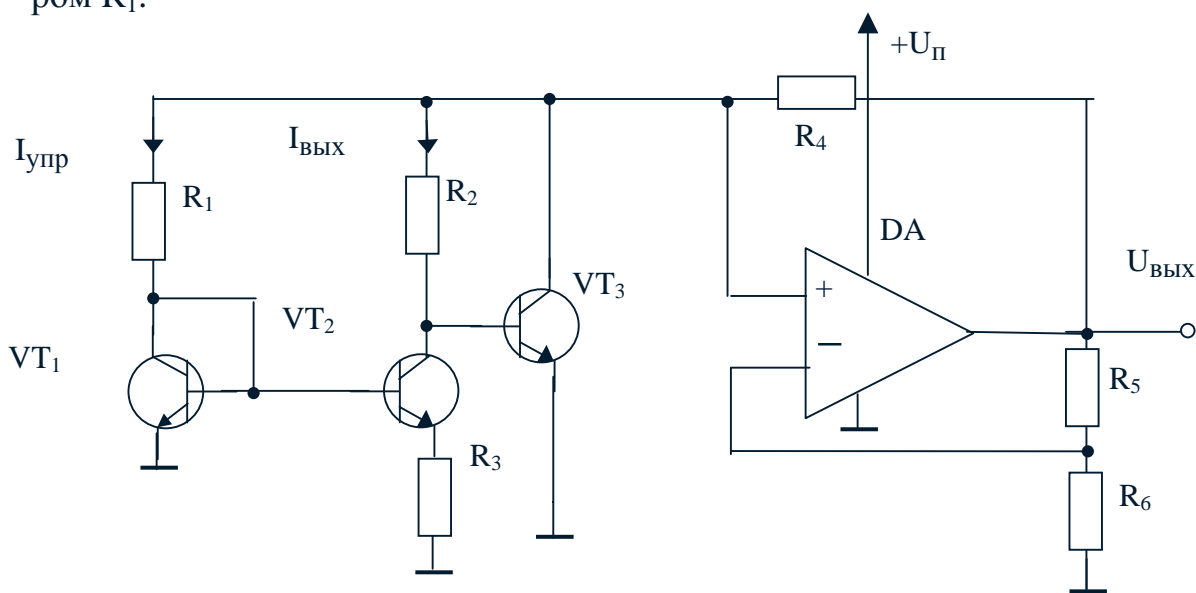 ром R₁.
+Uп
Iупр
Iвых
R₄
R₁
R₂
DA
Uвых
VT₃
+
VT₂
−
VT₁
R₅
R₃
R₆